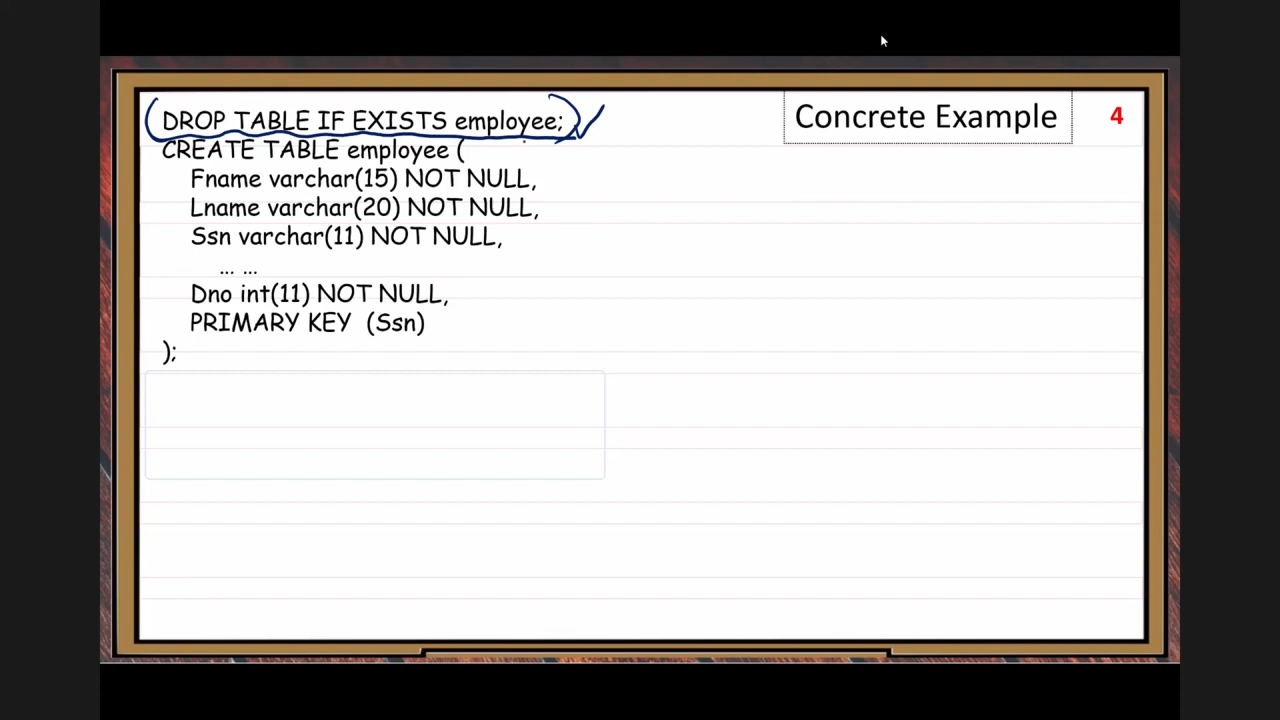 Concrete Example
4
DROP TABLE IF EXISTS employee;
CREATE TABLE employee (
Fname varchar(15) NOT NULL,
Lname varchar(20) NOT NULL,
Ssn varchar(11) NOT NULL,
... ...
Dno int(11) NOT NULL,
PRIMARY KEY (Ssn)
);